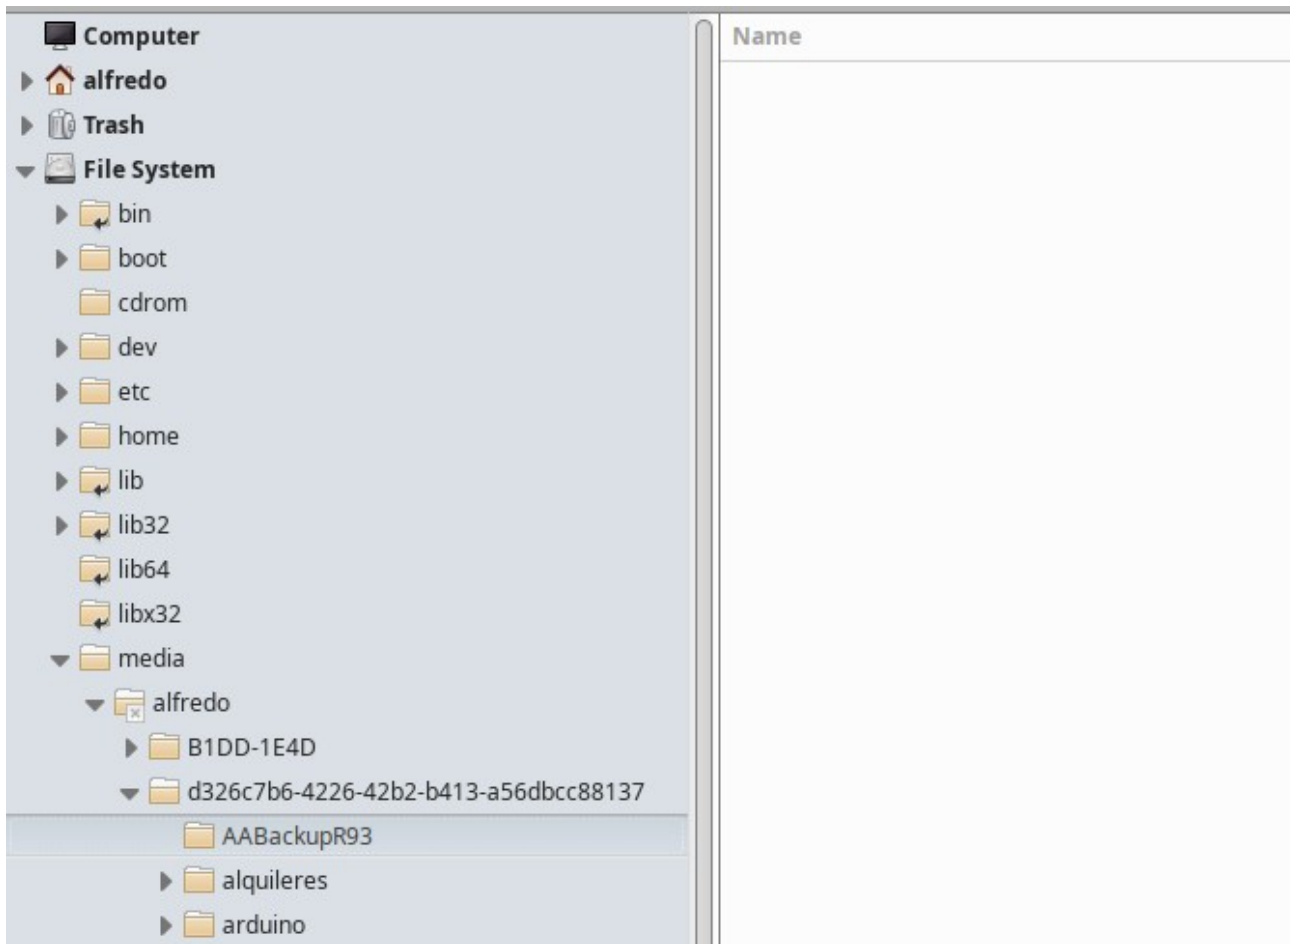 Computer
Name
alfredo
Trash
File System
bin
boot
cdrom
dev
etc
home
lib
lib32
lib64
libx32
media
alfredo
B1DD-1E4D
d326c7b6-4226-42b2-b413-a56dbcc88137
AABackupR93
alquileres
arduino